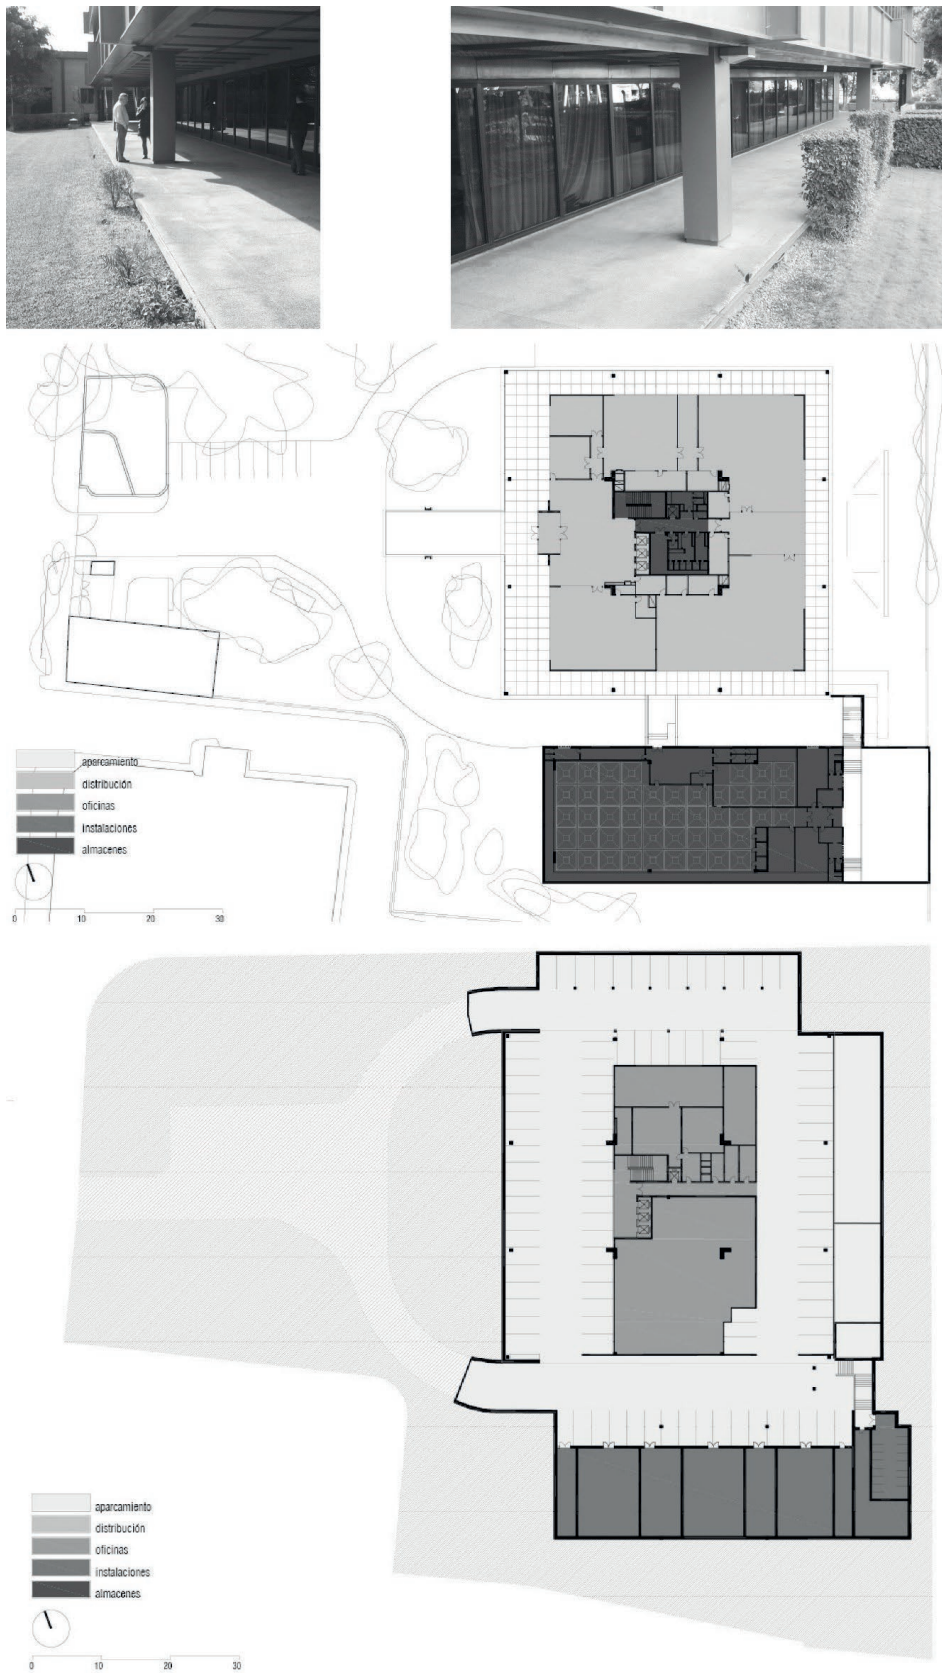 aparcamiento
distribución
oficinas
instalaciones
almacenes
0 10 20 30
aparcamiento
distribución
oficinas
instalaciones
almacenes
0 10 20 30